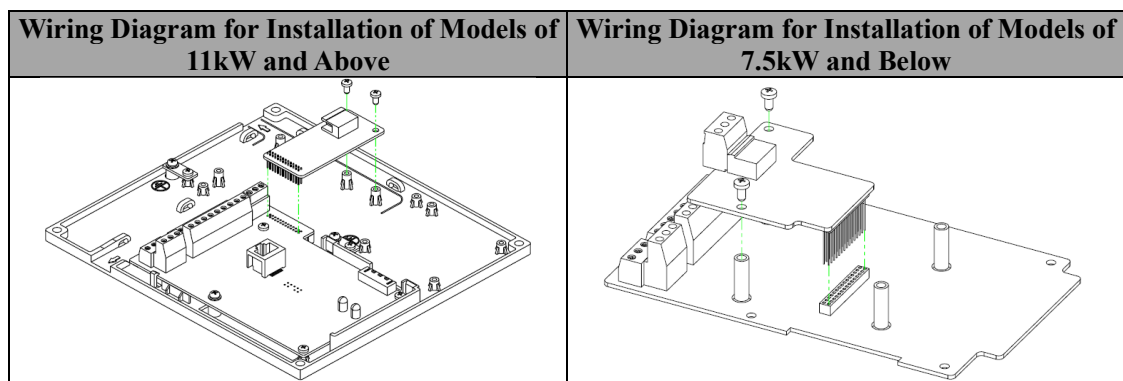 Wiring Diagram for Installation of Models of
11kW and Above
Wiring Diagram for Installation of Models of
7.5kW and Below